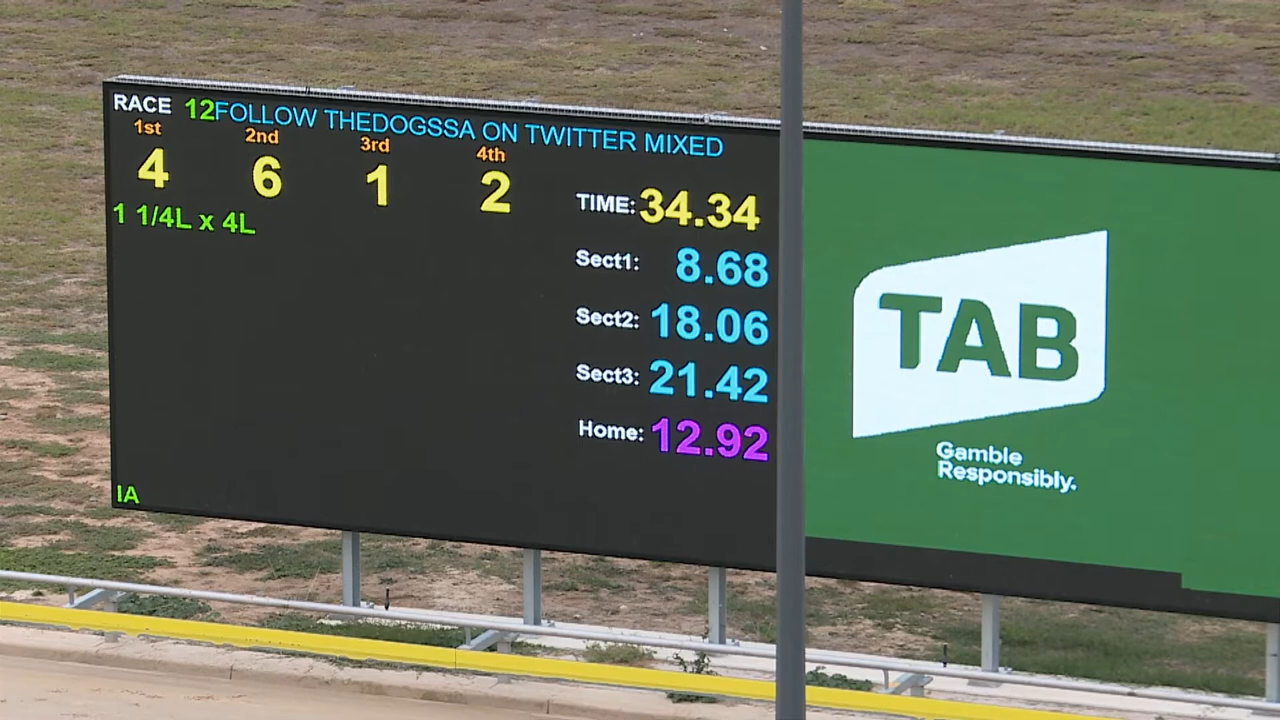 RACE 12FOLLOW THEDOGSSA ON TWITTER MIXED
1st 2nd 3rd 4th
4 6 1 2
1 1/4L x 4L
TIME: 34.34
Sect1: 8.68
Sect2: 18.06
Sect3: 21.42
Home: 12.92
IA
TAB
Gamble
Responsibly.